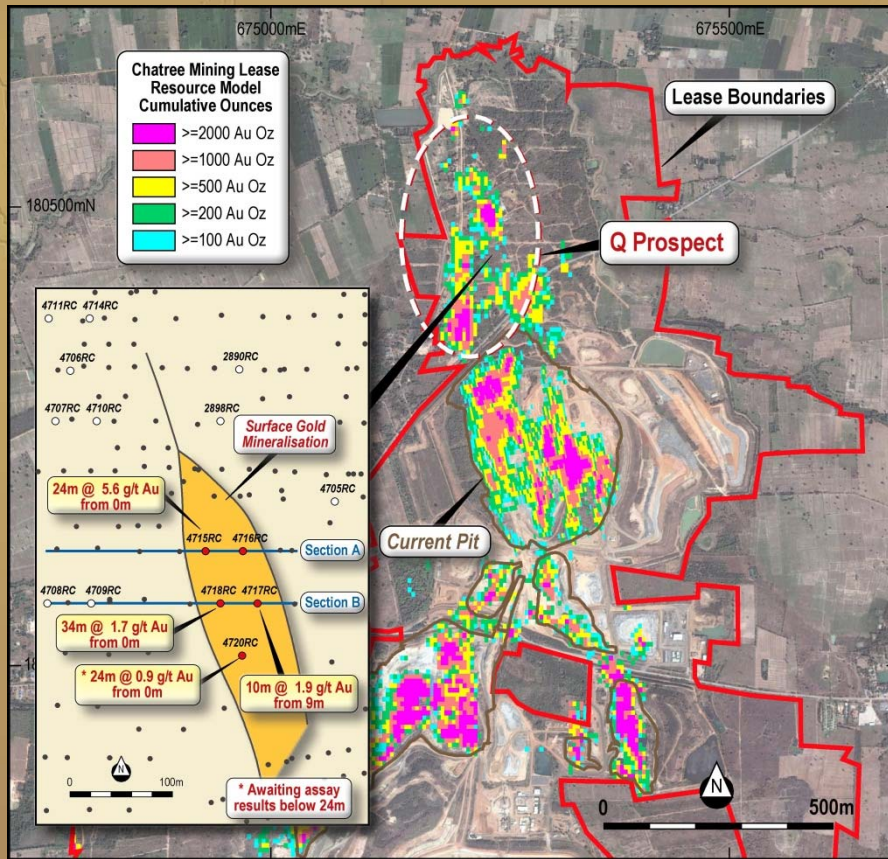 675000mE
675500mE
Chatree Mining Lease
Resource Model
Cumulative Ounces
>=2000 Au Oz
>=1000 Au Oz
>=500 Au Oz
>=200 Au Oz
>=100 Au Oz
Lease Boundaries
180500mN
Q Prospect
4711RC
4714RC
4706RC
2890RC
4707RC
4710RC
2898RC
Surface Gold
Mineralisation
24m @ 5.6 g/t Au
from 0m
4705RC
Current Pit
4715RC
4716RC
Section A
4708RC
4709RC
4718RC
4717RC
Section B
34m @ 1.7 g/t Au
from 0m
4720RC
* 24m @ 0.9 g/t Au
from 0m
10m @ 1.9 g/t Au
from 9m
N
0
100m
* Awaiting assay
results below 24m
N
0
500m